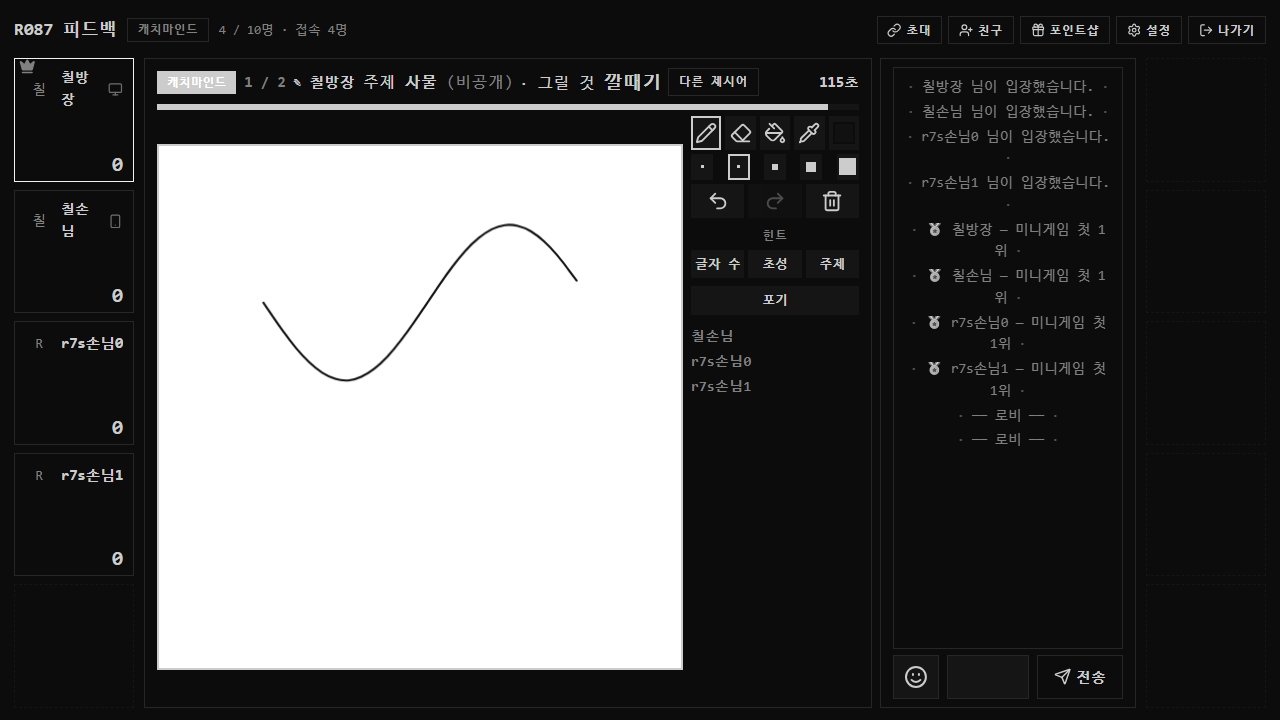 R087 피드백 캐치마인드 4 / 10명 · 접속 4명 초대 친구 포인트샵 설정 나가기
칠 칠방장
0
칠 칠손님
0
R r7s손님0
0
R r7s손님1
0
캐치마인드 1 / 2 ✎ 칠방장 주제 사물 (비공개) · 그릴 것 깔때기 다른 제시어 115초
힌트
글자 수 초성 주제
포기
칠손님
r7s손님0
r7s손님1
· 칠방장 님이 입장했습니다. ·
· 칠손님 님이 입장했습니다. ·
· r7s손님0 님이 입장했습니다.
·
· r7s손님1 님이 입장했습니다.
·
· 🏅 칠방장 — 미니게임 첫 1
위 ·
· 🏅 칠손님 — 미니게임 첫 1
위 ·
· 🏅 r7s손님0 — 미니게임 첫
1위 ·
· 🏅 r7s손님1 — 미니게임 첫
1위 ·
· —— 로비 —— ·
· —— 로비 —— ·
전송